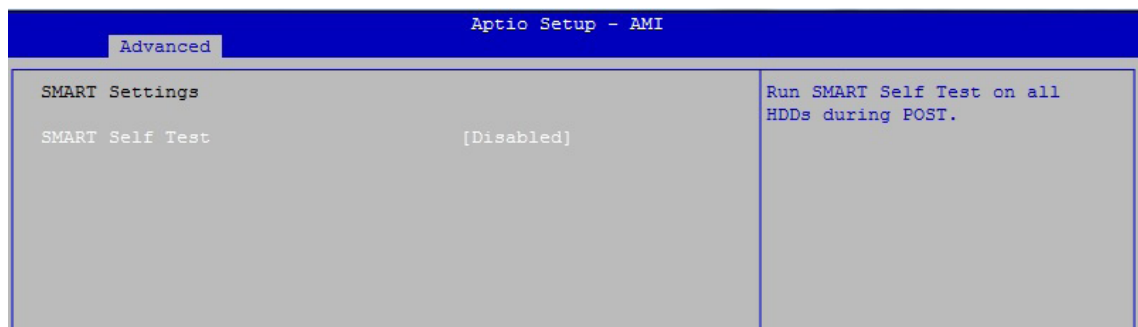 Aptio Setup - AMI
Advanced
SMART Settings
SMART Self Test [Disabled]
Run SMART Self Test on all
HDDs during POST.